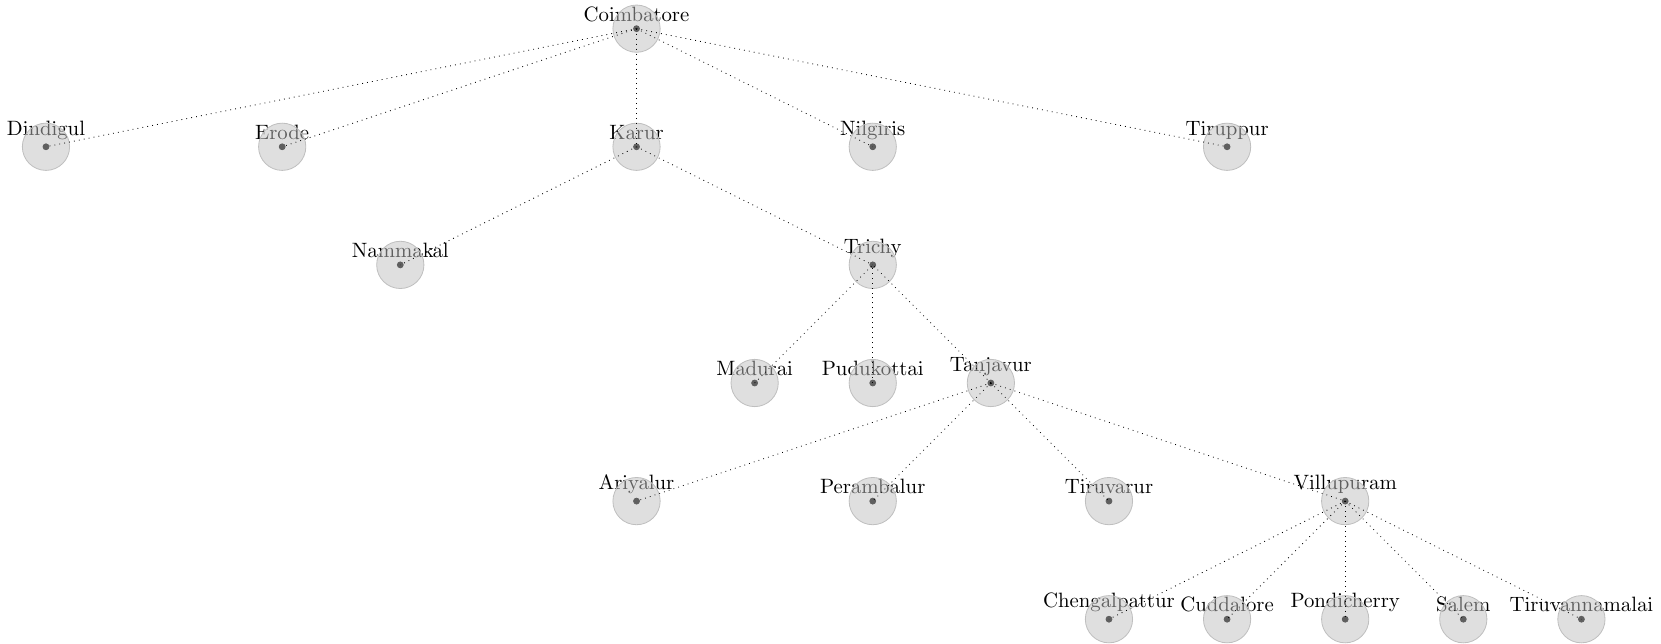 Coimbatore
Dindigul
Erode
Karur
Nilgiris
Tiruppur
Nammakal
Trichy
Madurai
Pudukottai
Tanjavur
Ariyalur
Perambalur
Tiruvarur
Villupuram
Chengalpattur
Cuddalore
Pondicherry
Salem
Tiruvannamalai